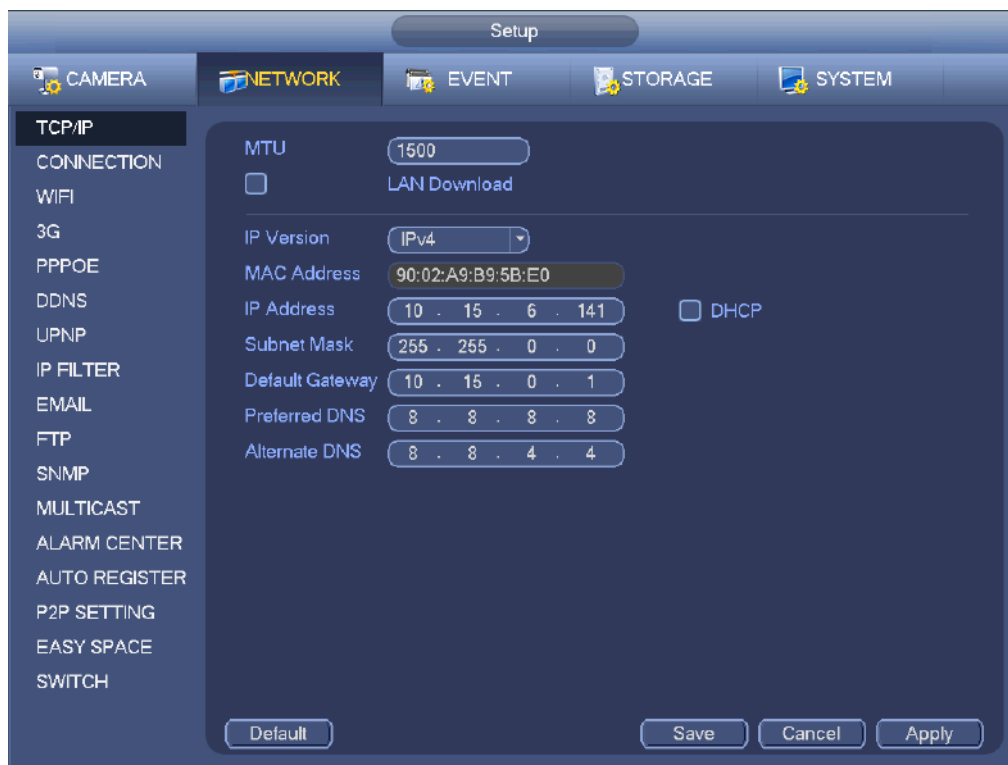 Setup
CAMERA NETWORK EVENT STORAGE SYSTEM
TCP/IP
CONNECTION
WIFI
3G
PPPOE
DDNS
UPNP
IP FILTER
EMAIL
FTP
SNMP
MULTICAST
ALARM CENTER
AUTO REGISTER
P2P SETTING
EASY SPACE
SWITCH
MTU 1500
LAN Download
IP Version IPv4
MAC Address 90:02:A9:B9:5B:E0
IP Address 10 . 15 . 6 . 141 DHCP
Subnet Mask 255 . 255 . 0 . 0
Default Gateway 10 . 15 . 0 . 1
Preferred DNS 8 . 8 . 8 . 8
Alternate DNS 8 . 8 . 4 . 4
Default Save Cancel Apply